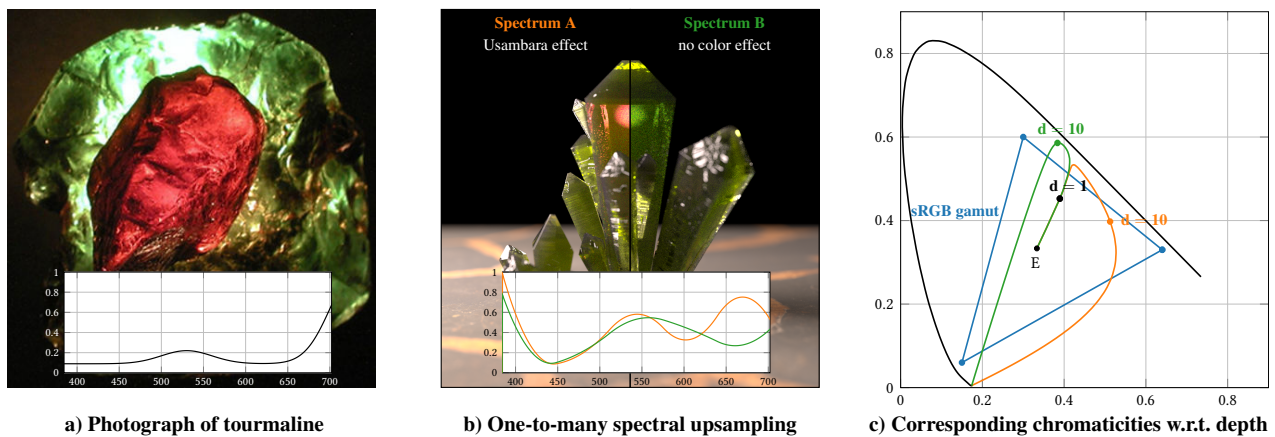 1
0.8
0.6
0.4
0.2
0
400 450 500 550 600 650 700
a) Photograph of tourmaline
Spectrum A
Usambara effect
Spectrum B
no color effect
1
0.8
0.6
0.4
0.2
0
400 450 500 550 600 650 700
b) One-to-many spectral upsampling
0.8
0.6
0.4
0.2
0
0 0.2 0.4 0.6 0.8
d = 10
d = 1
sRGB gamut
d = 10
E
c) Corresponding chromaticities w.r.t. depth